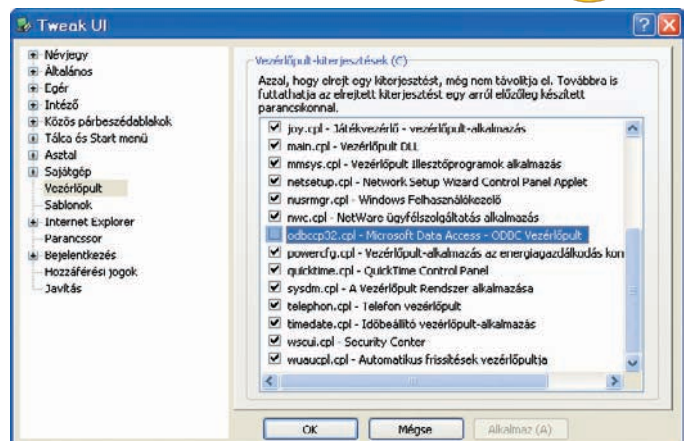 Tweak UI
Névjegy
Általános
Egér
Intéző
Közös párbeszédablakok
Tálca és Start menü
Asztal
Sajátgép
Vezérlőpult
Sablonok
Internet Explorer
Parancssor
Bejelentkezés
Hozzáférési jogok
Javítás
Vezérlőpult-kiterjesztések (C)
Azzal, hogy elrejt egy kiterjesztést, még nem távolítja el. Továbbra is
futtathatja az elrejtett kiterjesztést egy arról előzőleg készített
parancsikonnal.
joy.cpl - Játékvezérlő - vezérlőpult-alkalmazás
main.cpl - Vezérlőpult DLL
mmsys.cpl - Vezérlőpult Illesztőprogramok alkalmazás
netsetup.cpl - Network Setup Wizard Control Panel Applet
nusrmgr.cpl - Windows Felhasználókezelő
nwc.cpl - NetWare ügyfélszolgáltatás alkalmazás
odbccp32.cpl - Microsoft Data Access - ODBC Vezérlőpult
powercfg.cpl - Vezérlőpult-alkalmazás az energiagazdálkodás kon
quicktime.cpl - QuickTime Control Panel
sysdm.cpl - A Vezérlőpult Rendszer alkalmazása
telephon.cpl - Telefon vezérlőpult
timedate.cpl - Időbeállító vezérlőpult-alkalmazás
wscui.cpl - Security Center
wuaucpl.cpl - Automatikus frissítések vezérlőpultja
OK
Mégse
Alkalmaz (A)